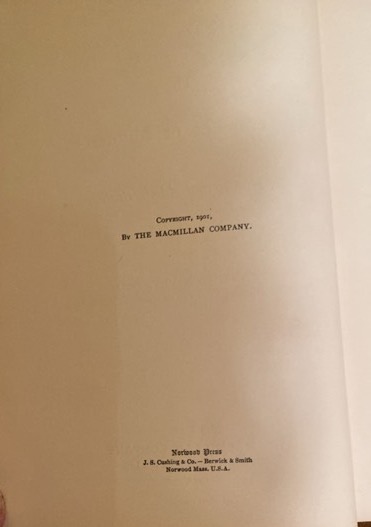 Copyright, 1901,
By THE MACMILLAN COMPANY.
Norwood Press
J. S. Cushing & Co. — Berwick & Smith
Norwood Mass. U.S.A.